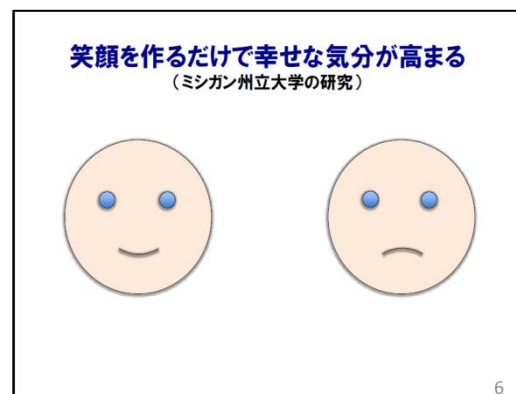 笑顔を作るだけで幸せな気分が高まる
（ミシガン州立大学の研究）
6